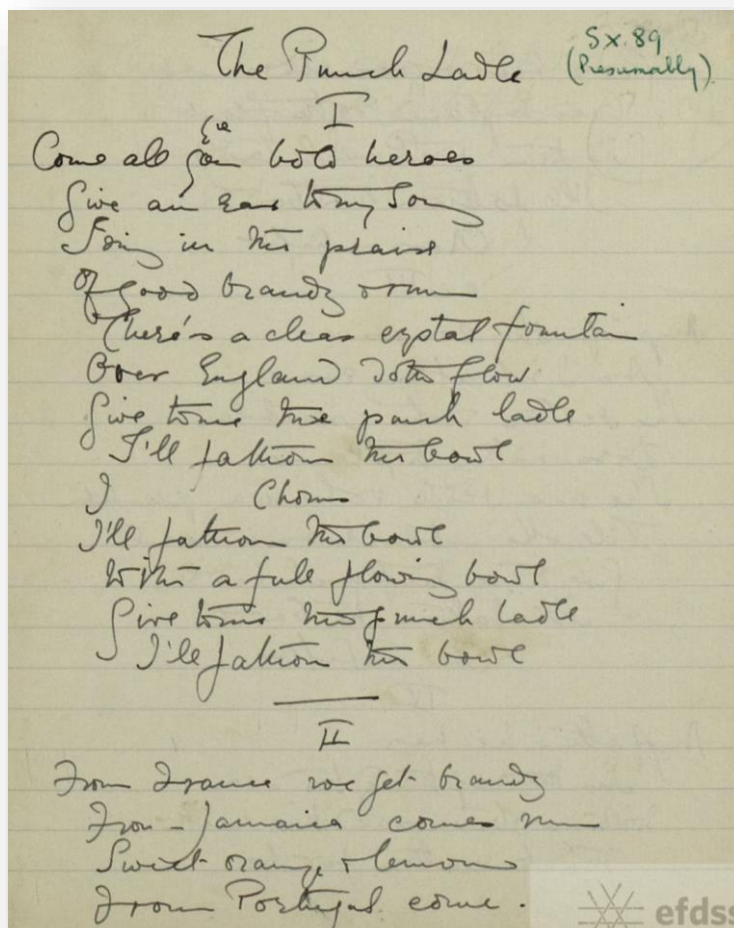 The Punch Ladle
Sx. 89
(Presumably)
I
Come all you bold heroes
Give an ear to my song
I sing in the praise
Of good brandy & rum
There's a clear crystal fountain
Over England doth flow
Give to me the punch ladle
I'll fathom the bowl
I Chorus
I'll fathom the bowl
With a full flowing bowl
Give to me the punch ladle
I'll fathom the bowl
II
From France we get brandy
From Jamaica comes rum
Sweet orange & lemons
From Portugal come.
efdss